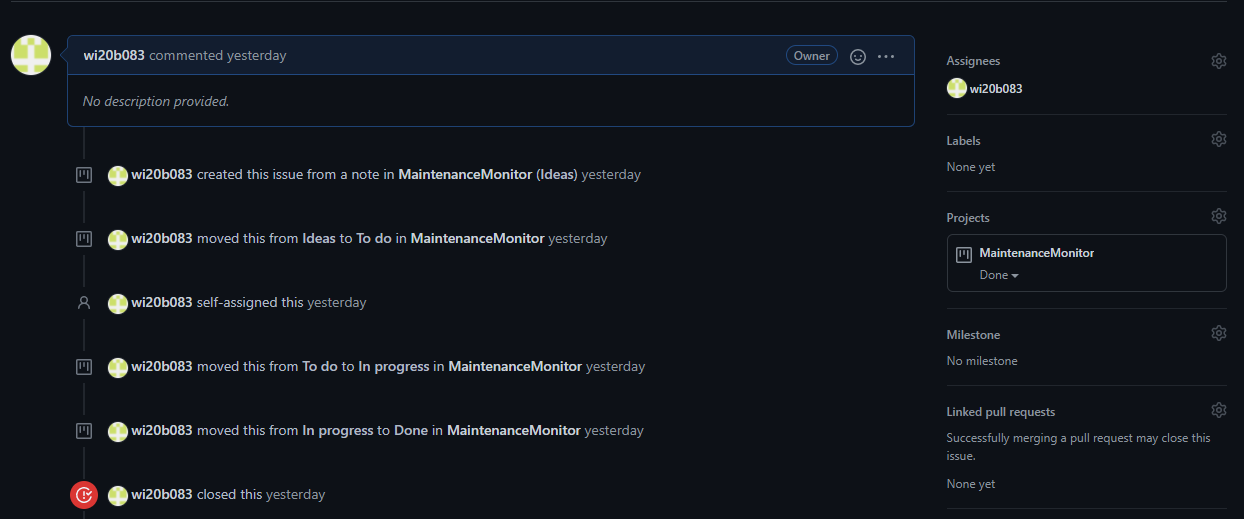 wi20b083 commented yesterday
Owner
No description provided.
wi20b083 created this issue from a note in MaintenanceMonitor (Ideas) yesterday
wi20b083 moved this from Ideas to To do in MaintenanceMonitor yesterday
wi20b083 self-assigned this yesterday
wi20b083 moved this from To do to In progress in MaintenanceMonitor yesterday
wi20b083 moved this from In progress to Done in MaintenanceMonitor yesterday
wi20b083 closed this yesterday
Assignees
wi20b083
Labels
None yet
Projects
MaintenanceMonitor
Done
Milestone
No milestone
Linked pull requests
Successfully merging a pull request may close this
issue.
None yet